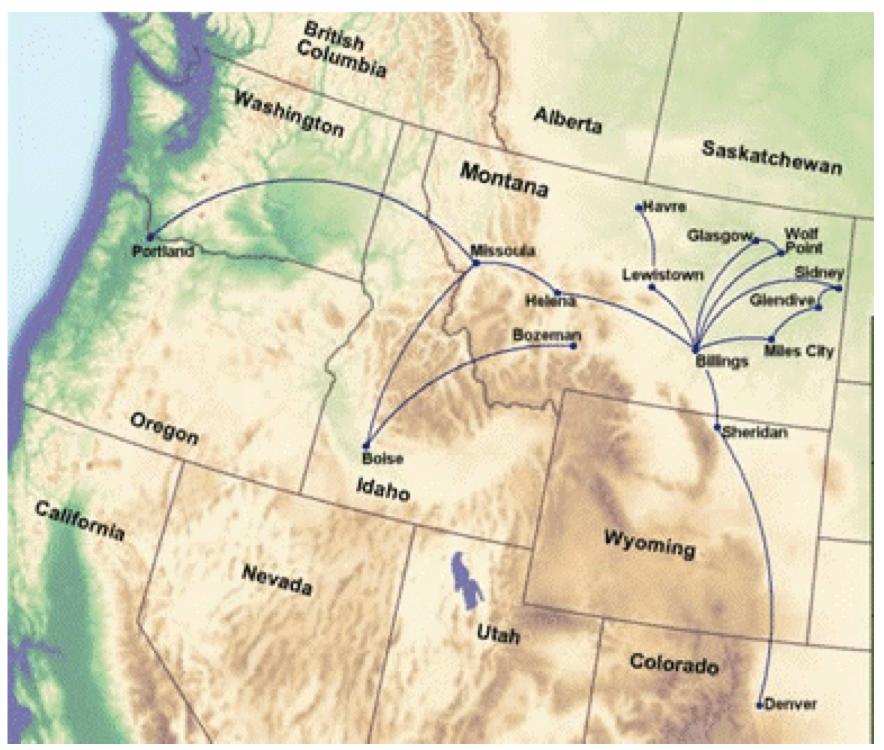 British
Columbia
Washington
Alberta
Saskatchewan
Montana
Havre
Glasgow
Wolf
Point
Portland
Missoula
Lewistown
Sidney
Helena
Glendive
Bozeman
Billings
Miles City
Oregon
Sheridan
Boise
Idaho
California
Wyoming
Nevada
Utah
Colorado
Denver